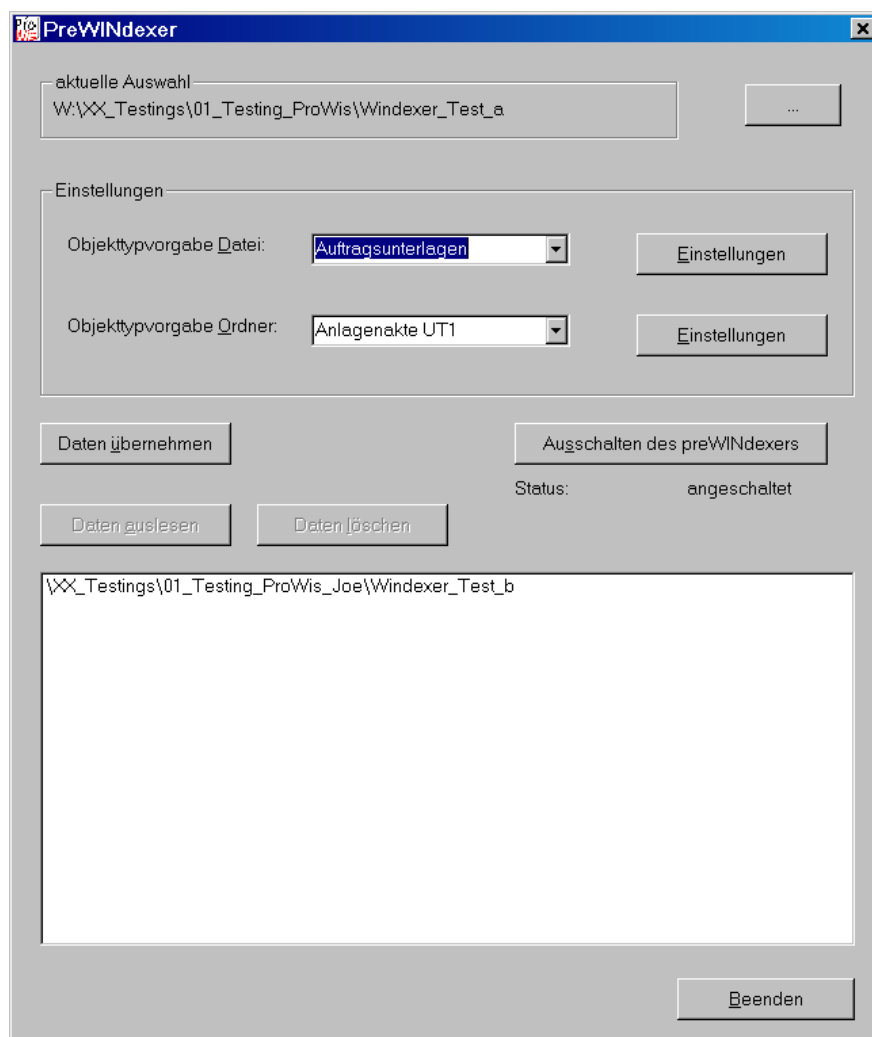 PreWINdexer
aktuelle Auswahl
W:\XX_Testings\01_Testing_ProWis\Windexer_Test_a
...
Einstellungen
Objekttypvorgabe Datei:
Auftragsunterlagen
Einstellungen
Objekttypvorgabe Ordner:
Anlagenakte UT1
Einstellungen
Daten übernehmen
Ausschalten des preWINdexers
Status:
angeschaltet
Daten auslesen
Daten löschen
\XX_Testings\01_Testing_ProWis_Joe\Windexer_Test_b
Beenden